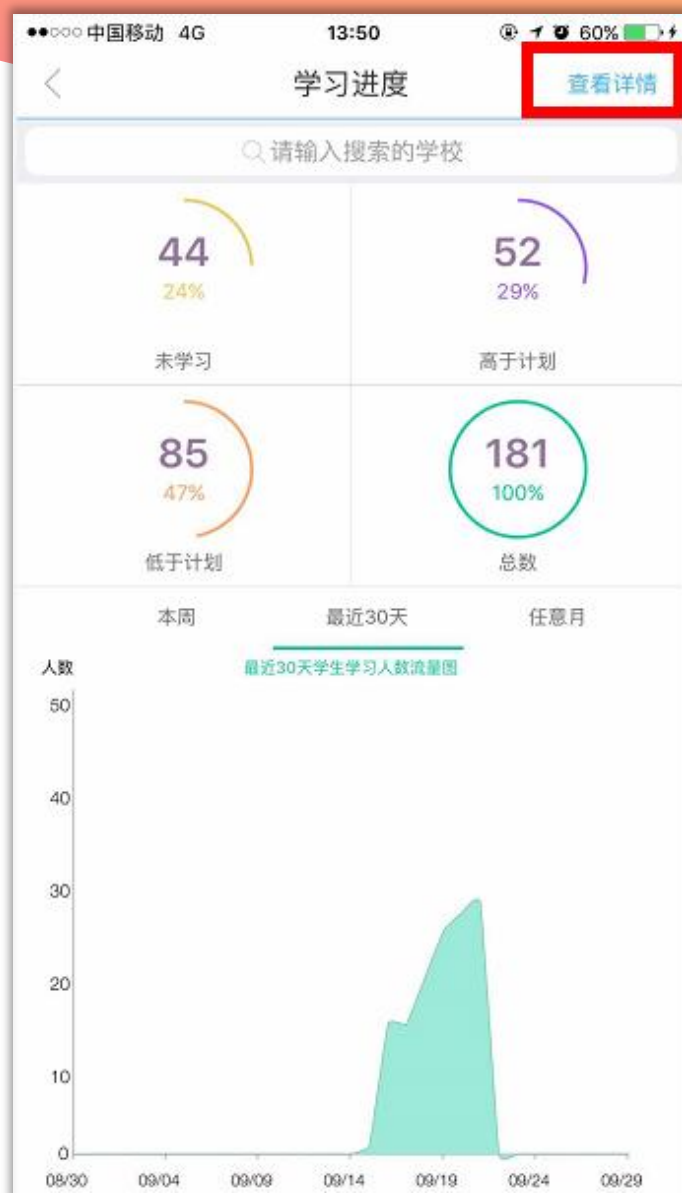 中国移动 4G 13:50 60%
学习进度 查看详情
请输入搜索的学校
44 52
24% 29%
未学习 高于计划
85 181
47% 100%
低于计划 总数
本周 最近30天 任意月
人数 最近30天学生学习人数流量图
50
40
30
20
10
0
08/30 09/04 09/09 09/14 09/19 09/24 09/29